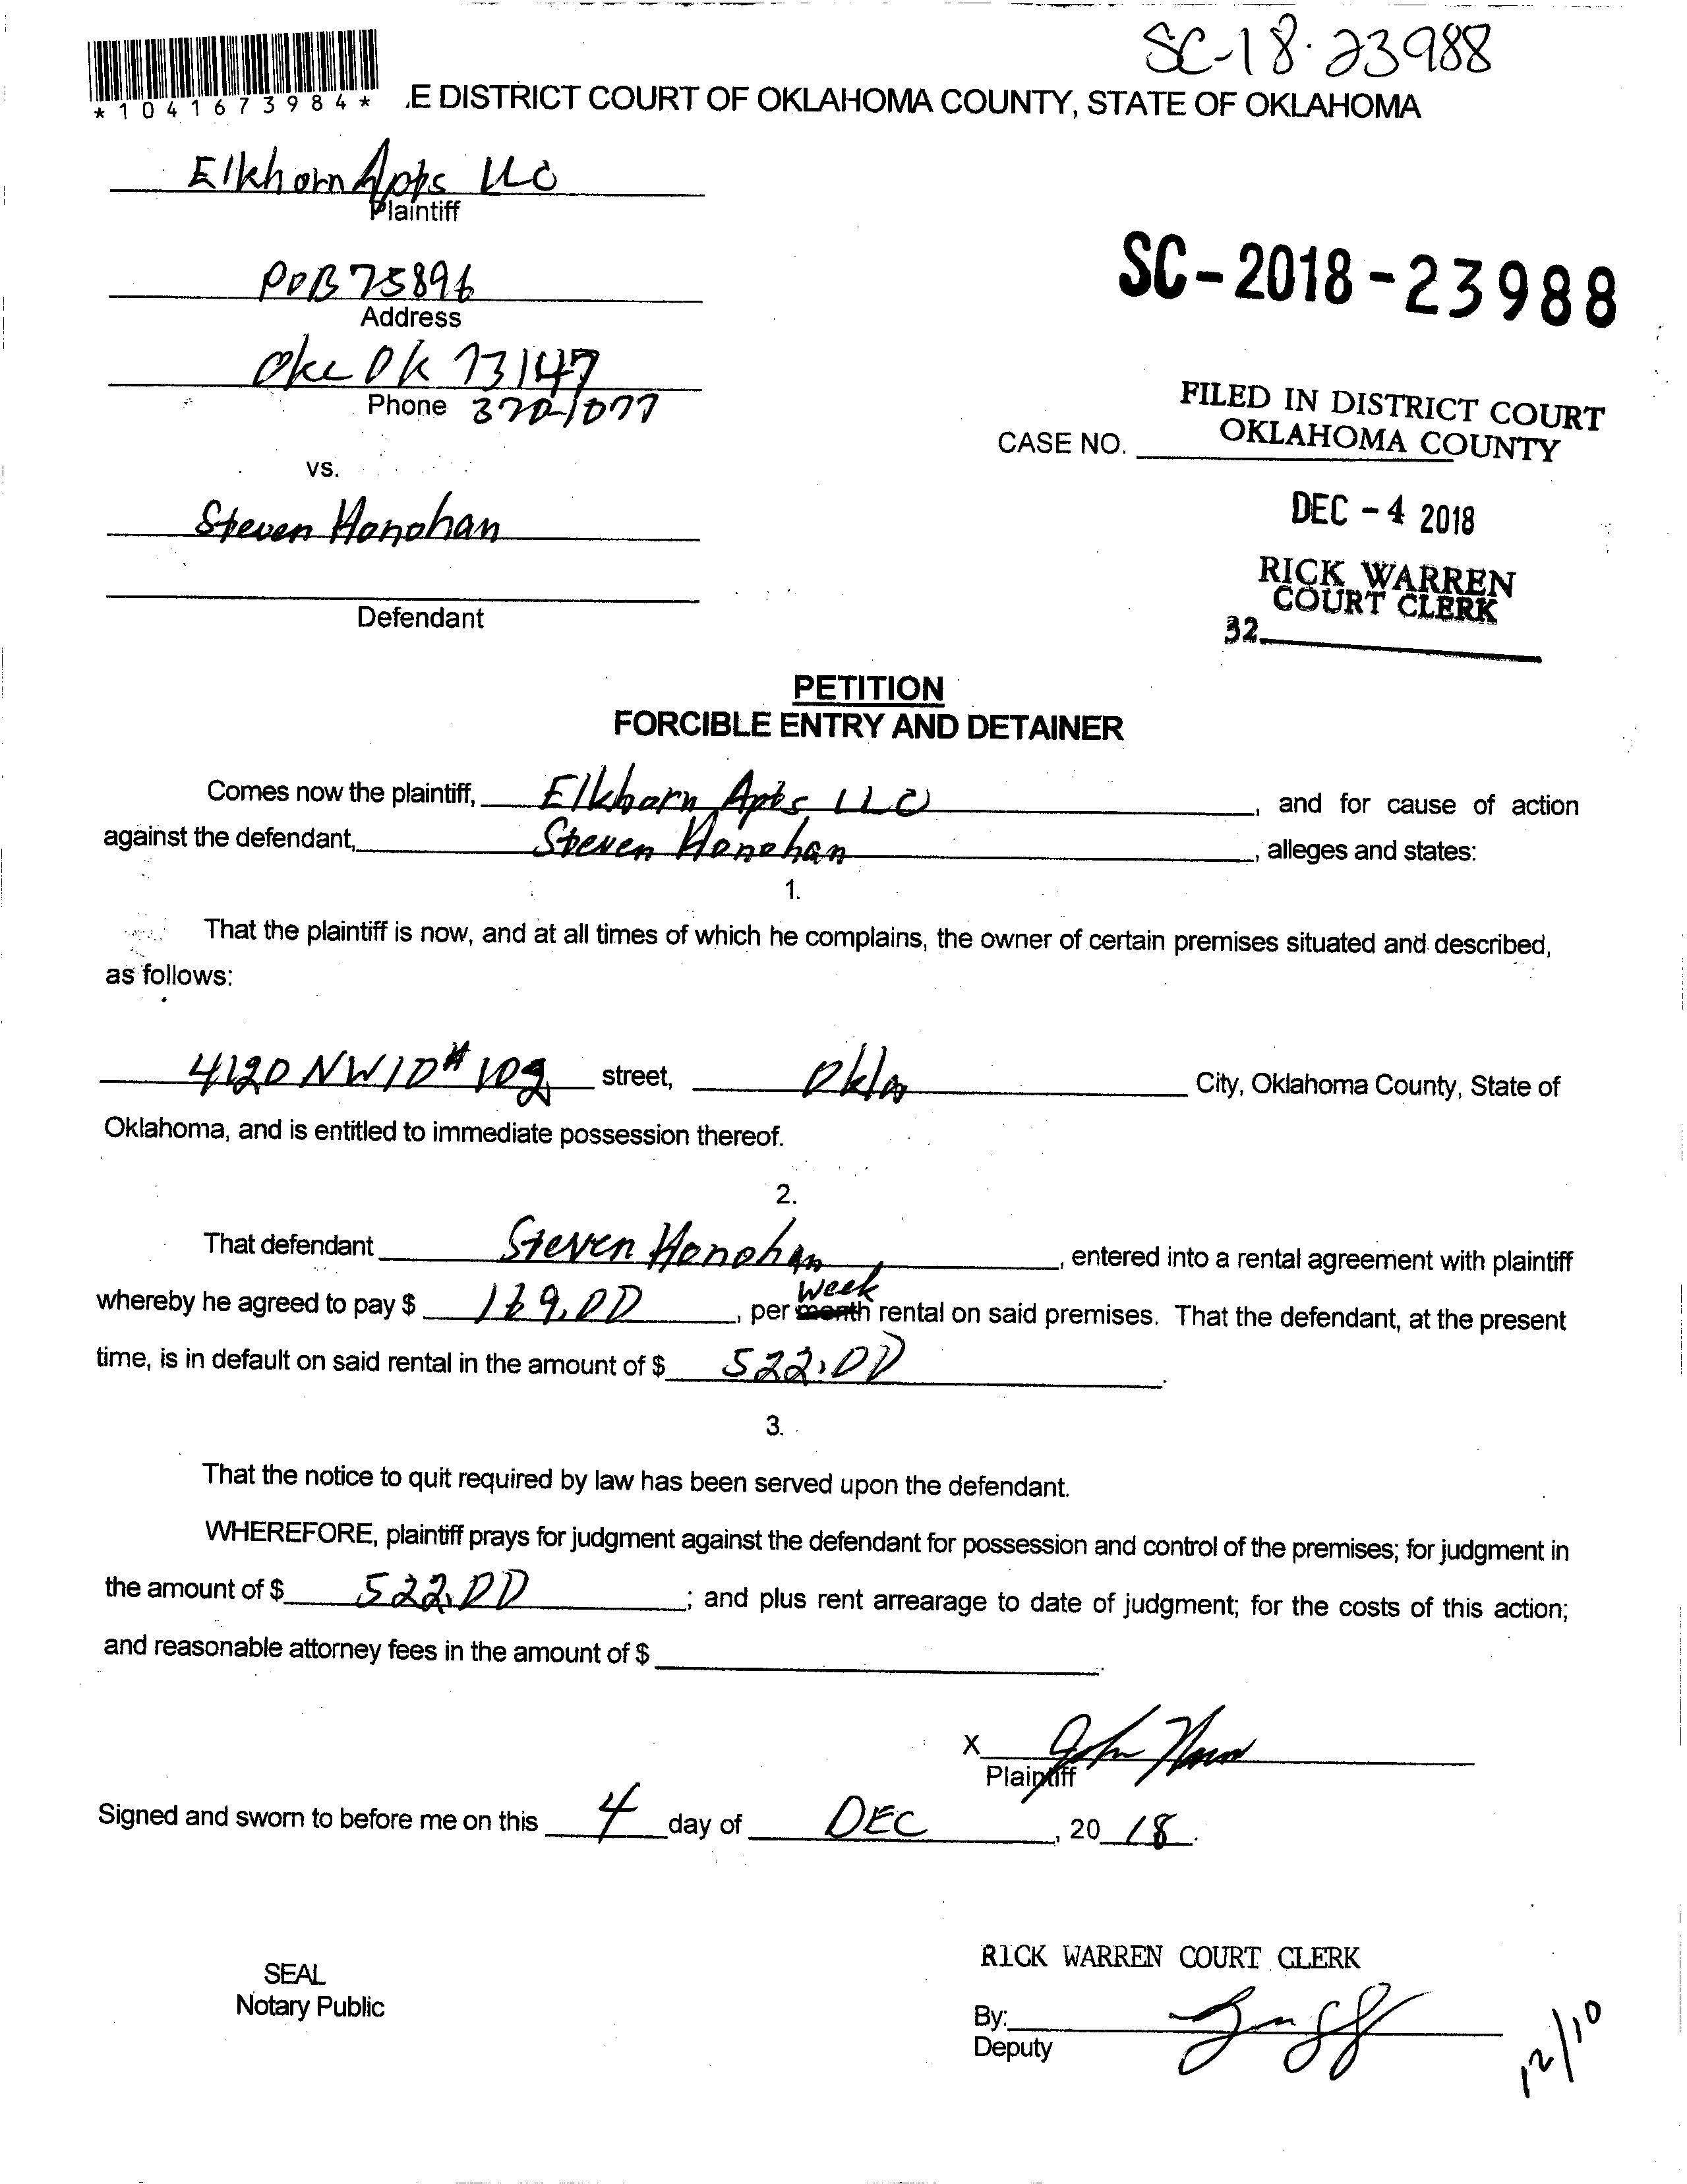 SC-18-23988
*1041673984* E DISTRICT COURT OF OKLAHOMA COUNTY, STATE OF OKLAHOMA
Elkhorn Apts LLC
Plaintiff
POB 75896
Address
SC-2018-23988
Okc Ok 73147
Phone 370-1077
FILED IN DISTRICT COURT
OKLAHOMA COUNTY
CASE NO.
vs.
Steven Honohan
DEC -4 2018
RICK WARREN
COURT CLERK
Defendant
32
PETITION
FORCIBLE ENTRY AND DETAINER
Comes now the plaintiff, Elkhorn Apts LLC, and for cause of action
against the defendant, Steven Honohan, alleges and states:
1.
That the plaintiff is now, and at all times of which he complains, the owner of certain premises situated and described,
as follows:
4120 NW 10 # 102 street, Okla City, Oklahoma County, State of
Oklahoma, and is entitled to immediate possession thereof.
2.
That defendant Steven Honohan, entered into a rental agreement with plaintiff
week
whereby he agreed to pay $ , per month rental on said premises. That the defendant, at the present
time, is in default on said rental in the amount of $ 522.00.
3.
That the notice to quit required by law has been served upon the defendant.
WHEREFORE, plaintiff prays for judgment against the defendant for possession and control of the premises; for judgment in
the amount of $ 522.00; and plus rent arrearage to date of judgment; for the costs of this action;
and reasonable attorney fees in the amount of $ .
X John
Plaintiff
Signed and sworn to before me on this 4 day of DEC, 20 18.
RICK WARREN COURT CLERK
SEAL
Notary Public
By:
Deputy
12/10